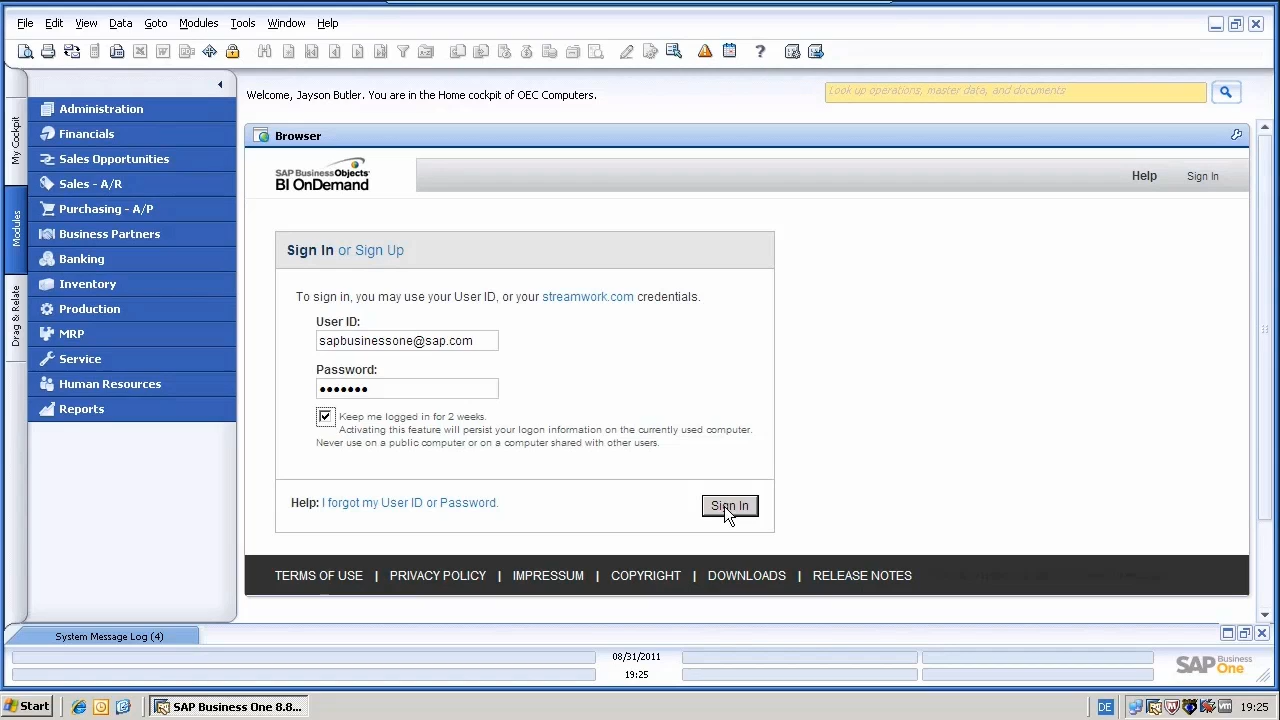 File Edit View Data Goto Modules Tools Window Help
Welcome, Jayson Butler. You are in the Home cockpit of OEC Computers.
Look up operations, master data, and documents
My Cockpit
Modules
Drag & Relate
Administration
Financials
Sales Opportunities
Sales - A/R
Purchasing - A/P
Business Partners
Banking
Inventory
Production
MRP
Service
Human Resources
Reports
Browser
SAP BusinessObjects
BI OnDemand
Help Sign In
Sign In or Sign Up
To sign in, you may use your User ID, or your streamwork.com credentials.
User ID:
sapbusinessone@sap.com
Password:
•••••••
Keep me logged in for 2 weeks.
Activating this feature will persist your logon information on the currently used computer.
Never use on a public computer or on a computer shared with other users.
Help: I forgot my User ID or Password.
Sign In
TERMS OF USE | PRIVACY POLICY | IMPRESSUM | COPYRIGHT | DOWNLOADS | RELEASE NOTES
System Message Log (4)
08/31/2011
19:25
SAP Business One
Start
SAP Business One 8.8...
DE
19:25